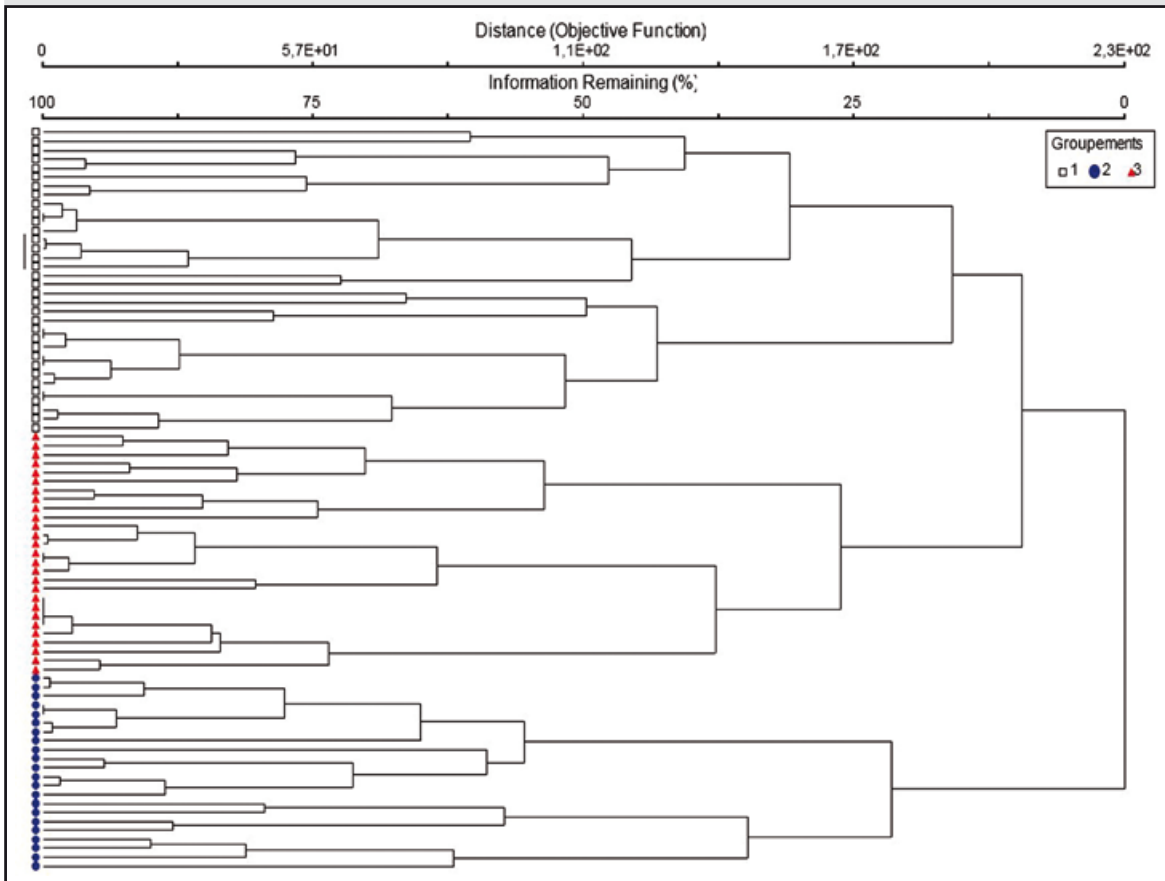 Distance (Objective Function)
0 5,7E+01 1,1E+02 1,7E+02 2,3E+02
Information Remaining (%)
100 75 50 25 0
Groupements
1 2 3